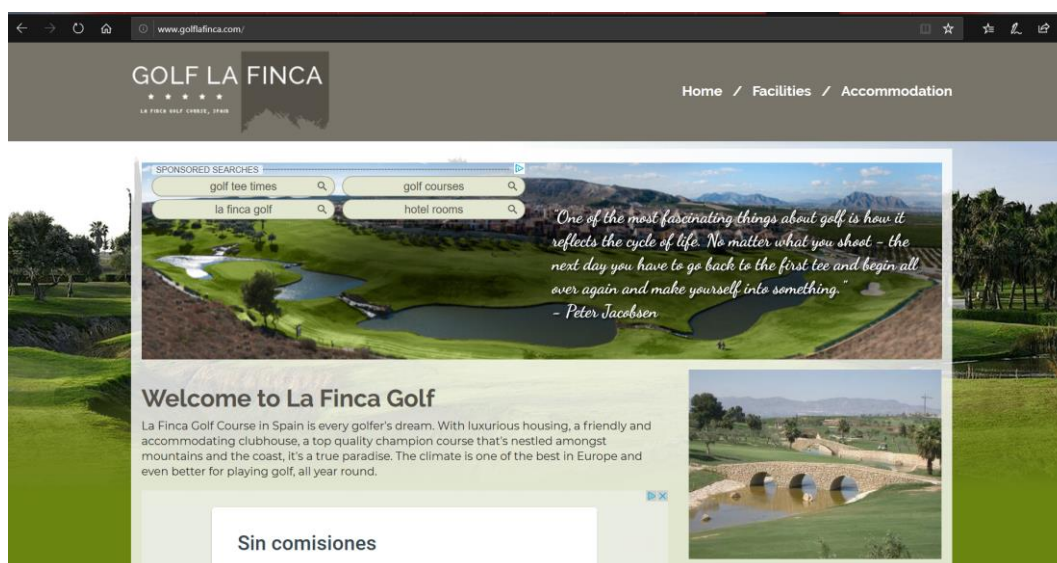 www.golflafinca.com/
GOLF LA FINCA
LA FINCA GOLF COURSE, SPAIN
Home / Facilities / Accommodation
SPONSORED SEARCHES
golf tee times
golf courses
la finca golf
hotel rooms
"One of the most fascinating things about golf is how it
reflects the cycle of life. No matter what you shoot – the
next day you have to go back to the first tee and begin all
over again and make yourself into something."
– Peter Jacobsen
Welcome to La Finca Golf
La Finca Golf Course in Spain is every golfer's dream. With luxurious housing, a friendly and
accommodating clubhouse, a top quality champion course that's nestled amongst
mountains and the coast, it's a true paradise. The climate is one of the best in Europe and
even better for playing golf, all year round.
Sin comisiones